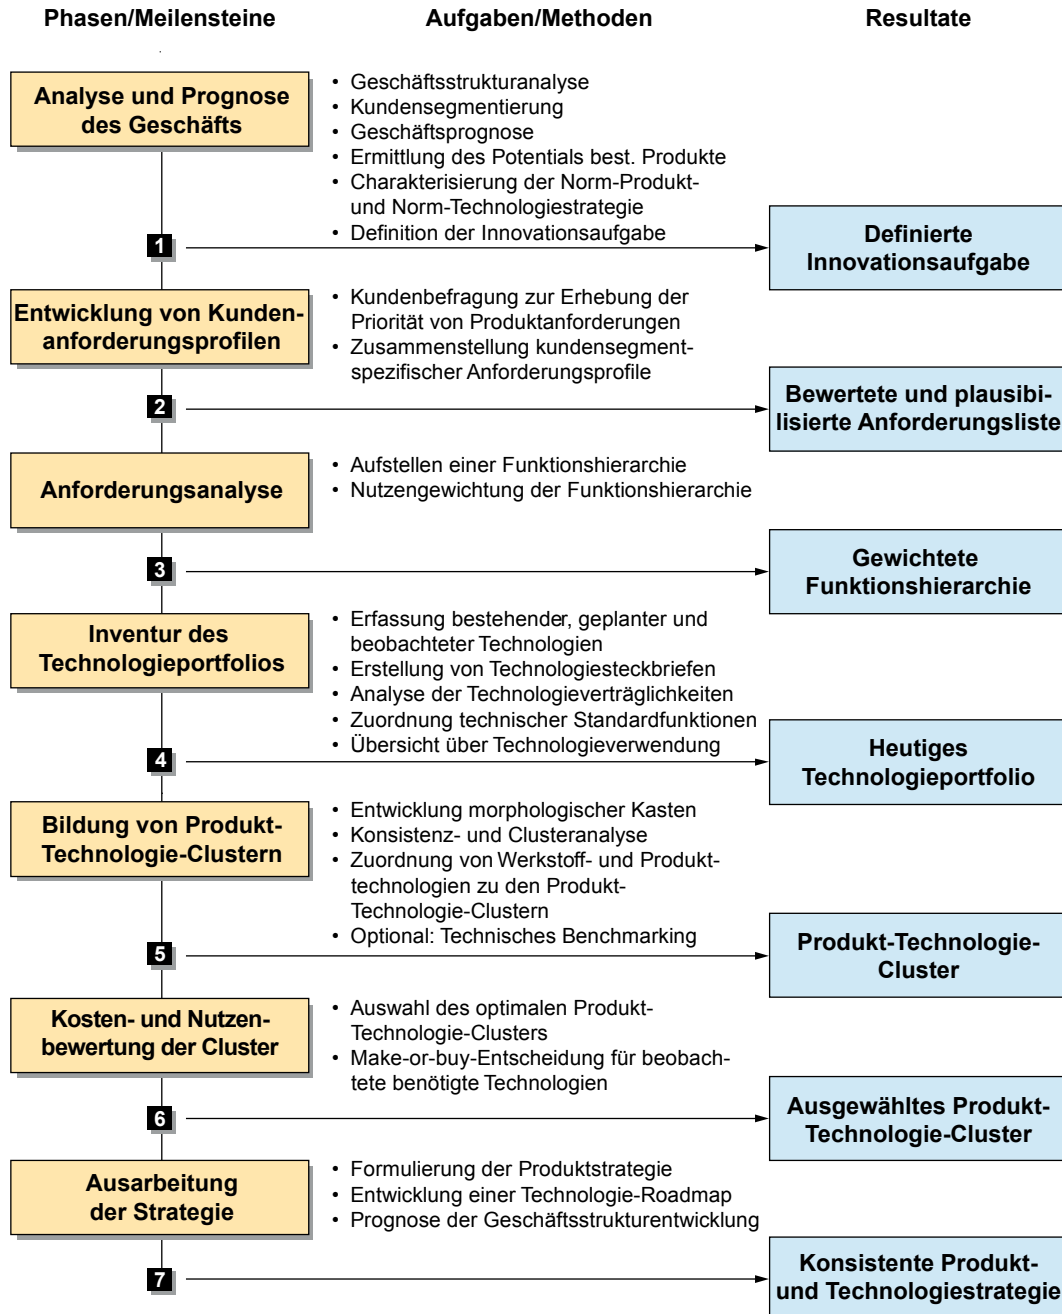 Phasen/Meilensteine
Aufgaben/Methoden
Resultate
Analyse und Prognose
des Geschäfts
• Geschäftsstrukturanalyse
• Kundensegmentierung
• Geschäftsprognose
• Ermittlung des Potentials best. Produkte
• Charakterisierung der Norm-Produkt-
und Norm-Technologiestrategie
• Definition der Innovationsaufgabe
1
Definierte
Innovationsaufgabe
Entwicklung von Kunden-
anforderungsprofilen
• Kundenbefragung zur Erhebung der
Priorität von Produktanforderungen
• Zusammenstellung kundensegment-
spezifischer Anforderungsprofile
2
Bewertete und plausibi-
lisierte Anforderungsliste
Anforderungsanalyse
• Aufstellen einer Funktionshierarchie
• Nutzengewichtung der Funktionshierarchie
3
Gewichtete
Funktionshierarchie
Inventur des
Technologieportfolios
• Erfassung bestehender, geplanter und
beobachteter Technologien
• Erstellung von Technologiesteckbriefen
• Analyse der Technologieverträglichkeiten
• Zuordnung technischer Standardfunktionen
• Übersicht über Technologieverwendung
4
Heutiges
Technologieportfolio
Bildung von Produkt-
Technologie-Clustern
• Entwicklung morphologischer Kasten
• Konsistenz- und Clusteranalyse
• Zuordnung von Werkstoff- und Produkt-
technologien zu den Produkt-
Technologie-Clustern
• Optional: Technisches Benchmarking
5
Produkt-Technologie-
Cluster
Kosten- und Nutzen-
bewertung der Cluster
• Auswahl des optimalen Produkt-
Technologie-Clusters
• Make-or-buy-Entscheidung für beobach-
tete benötigte Technologien
6
Ausgewähltes Produkt-
Technologie-Cluster
Ausarbeitung
der Strategie
• Formulierung der Produktstrategie
• Entwicklung einer Technologie-Roadmap
• Prognose der Geschäftsstrukturentwicklung
7
Konsistente Produkt-
und Technologiestrategie